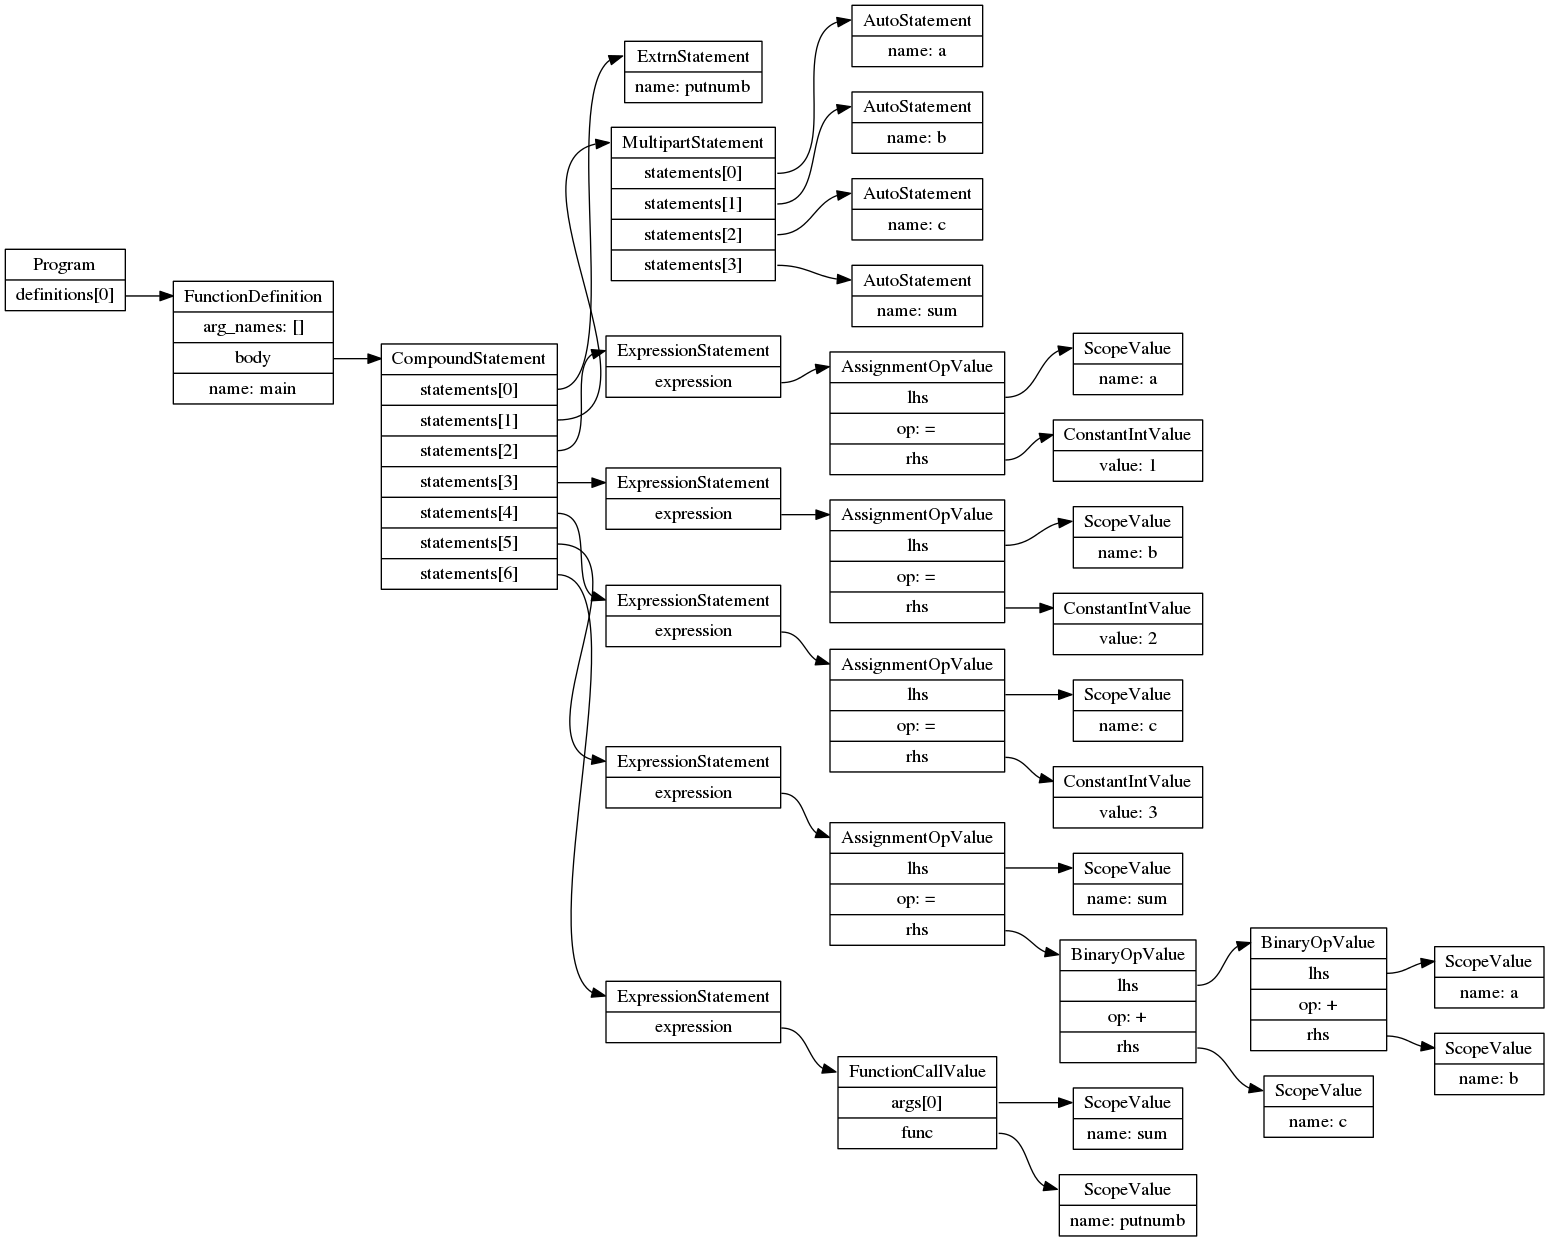 Program
definitions[0]
FunctionDefinition
arg_names: []
body
name: main
CompoundStatement
statements[0]
statements[1]
statements[2]
statements[3]
statements[4]
statements[5]
statements[6]
ExtrnStatement
name: putnumb
MultipartStatement
statements[0]
statements[1]
statements[2]
statements[3]
AutoStatement
name: a
AutoStatement
name: b
AutoStatement
name: c
AutoStatement
name: sum
ExpressionStatement
expression
AssignmentOpValue
lhs
op: =
rhs
ScopeValue
name: a
ConstantIntValue
value: 1
ExpressionStatement
expression
AssignmentOpValue
lhs
op: =
rhs
ScopeValue
name: b
ConstantIntValue
value: 2
ExpressionStatement
expression
AssignmentOpValue
lhs
op: =
rhs
ScopeValue
name: c
ConstantIntValue
value: 3
ExpressionStatement
expression
AssignmentOpValue
lhs
op: =
rhs
ScopeValue
name: sum
BinaryOpValue
lhs
op: +
rhs
BinaryOpValue
lhs
op: +
rhs
ScopeValue
name: a
ScopeValue
name: b
ScopeValue
name: c
ExpressionStatement
expression
FunctionCallValue
args[0]
func
ScopeValue
name: sum
ScopeValue
name: putnumb